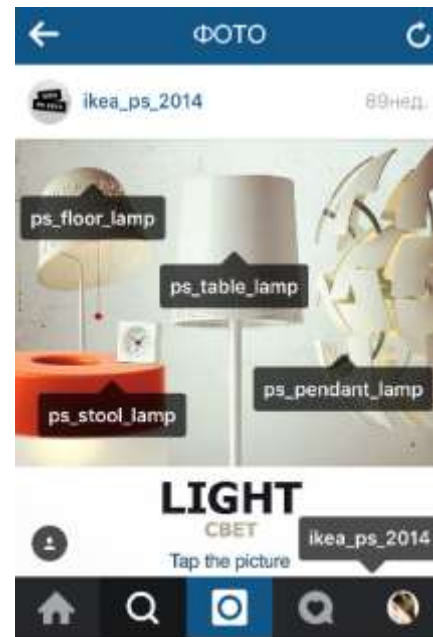 ФОТО
ikea_ps_2014
89нед.
ps_floor_lamp
ps_table_lamp
ps_pendant_lamp
ps_stool_lamp
LIGHT
СВЕТ
ikea_ps_2014
Tap the picture